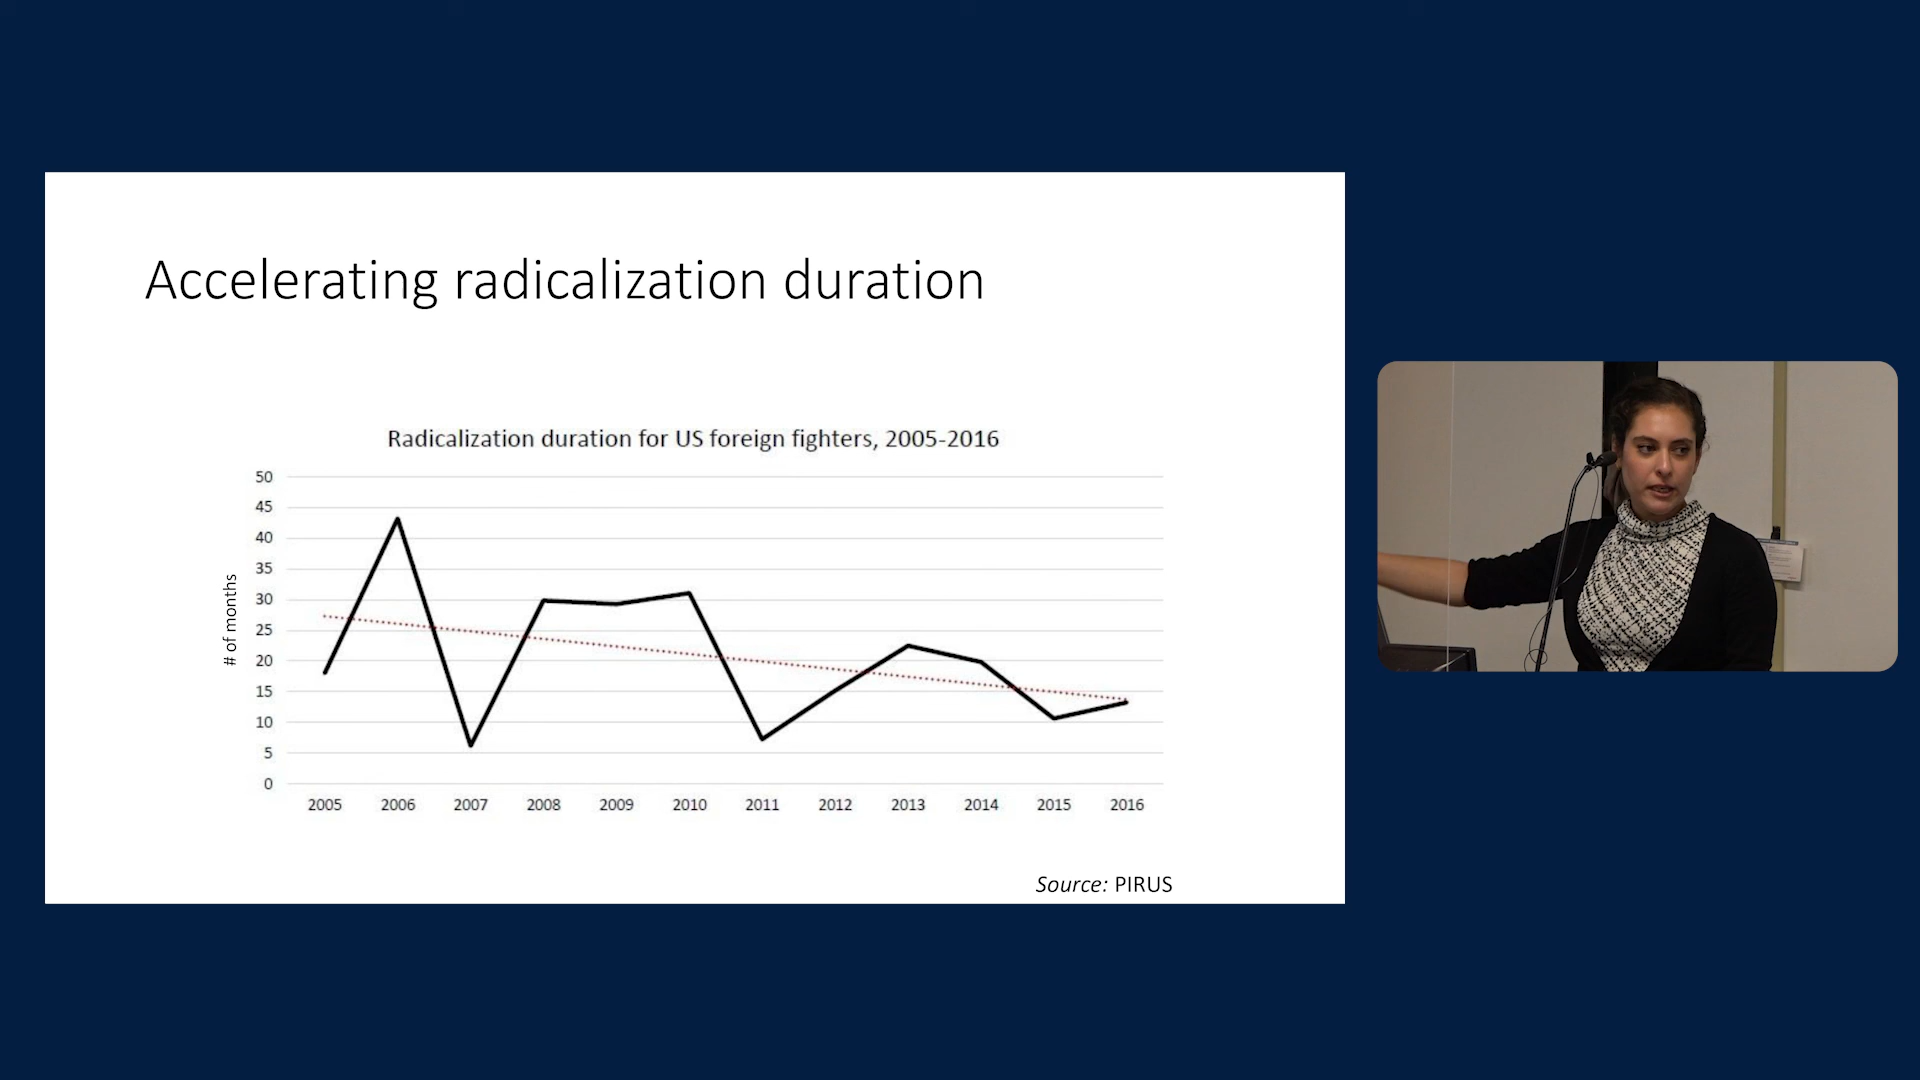 Accelerating radicalization duration
Radicalization duration for US foreign fighters, 2005-2016
# of months
50
45
40
35
30
25
20
15
10
5
0
2005 2006 2007 2008 2009 2010 2011 2012 2013 2014 2015 2016
Source: PIRUS